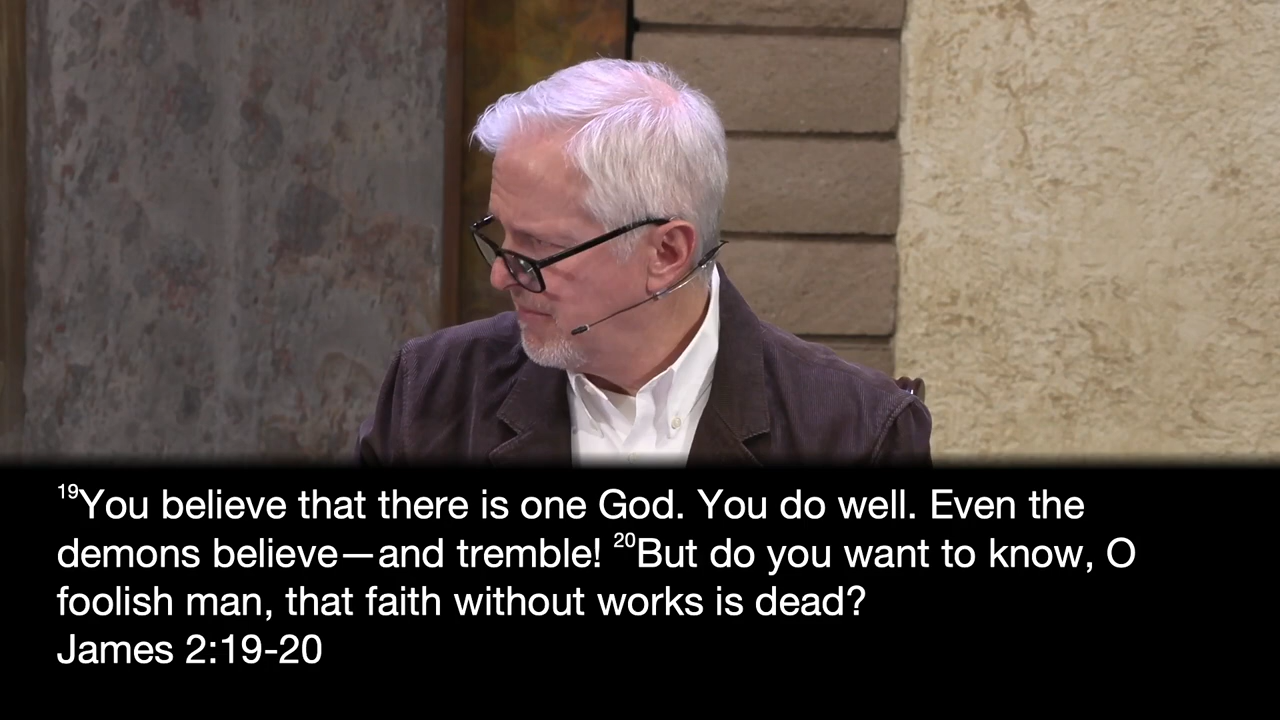 ¹⁹You believe that there is one God. You do well. Even the
demons believe—and tremble! ²⁰But do you want to know, O
foolish man, that faith without works is dead?
James 2:19-20